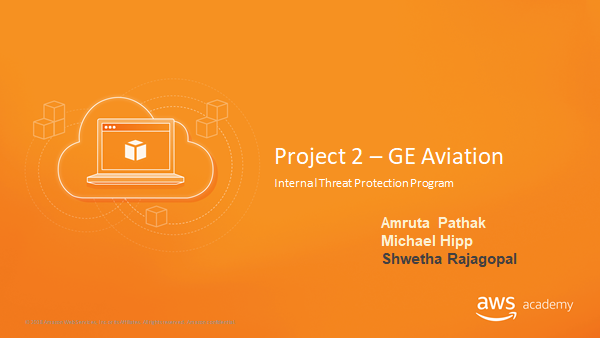 Project 2 – GE Aviation
Internal Threat Protection Program
Amruta Pathak
Michael Hipp
Shwetha Rajagopal
aws academy